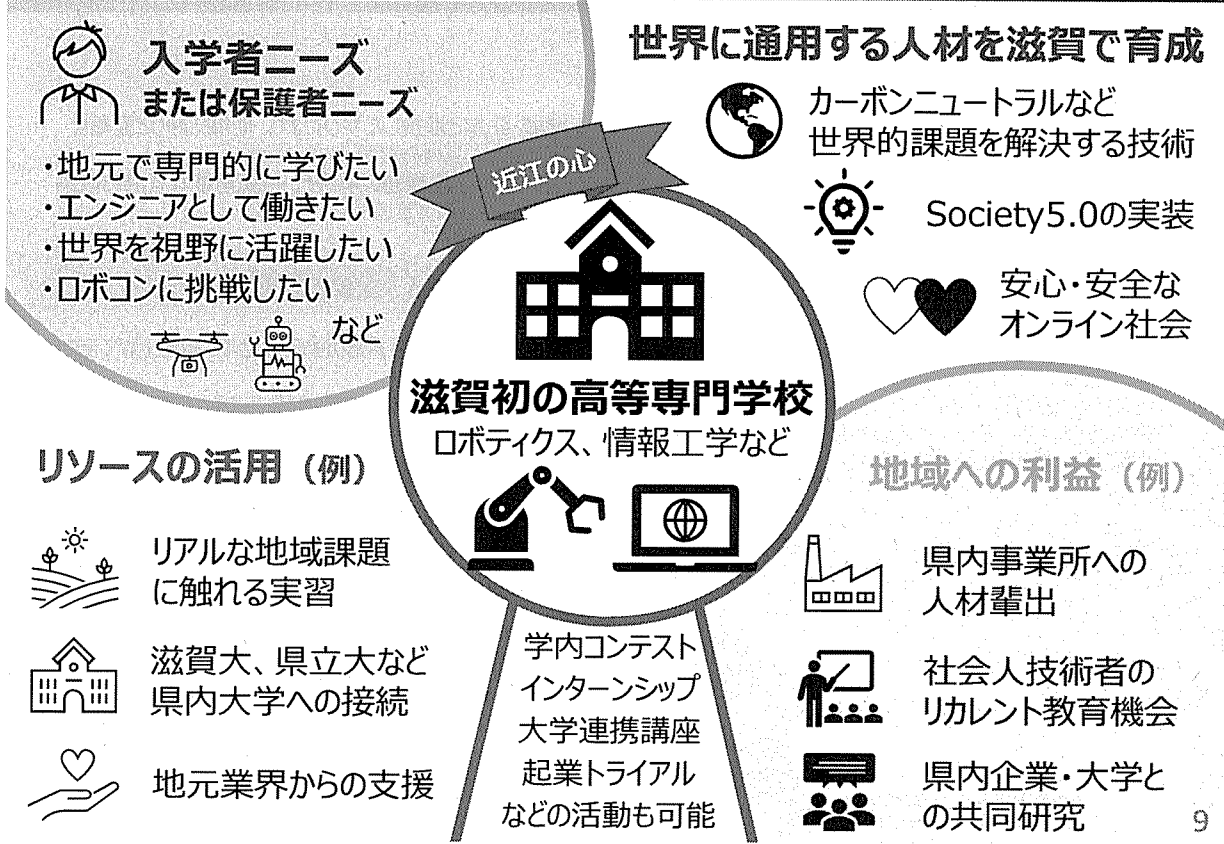 入学者ニーズ
または保護者ニーズ
・地元で専門的に学びたい
・エンジニアとして働きたい
・世界を視野に活躍したい
・ロボコンに挑戦したい
など
世界に通用する人材を滋賀で育成
カーボンニュートラルなど
世界的課題を解決する技術
Society5.0の実装
安心・安全な
オンライン社会
近江の心
滋賀初の高等専門学校
ロボティクス、情報工学など
リソースの活用（例）
リアルな地域課題
に触れる実習
滋賀大、県立大など
県内大学への接続
地元業界からの支援
学内コンテスト
インターンシップ
大学連携講座
起業トライアル
などの活動も可能
地域への利益（例）
県内事業所への
人材輩出
社会人技術者の
リカレント教育機会
県内企業・大学と
の共同研究
9